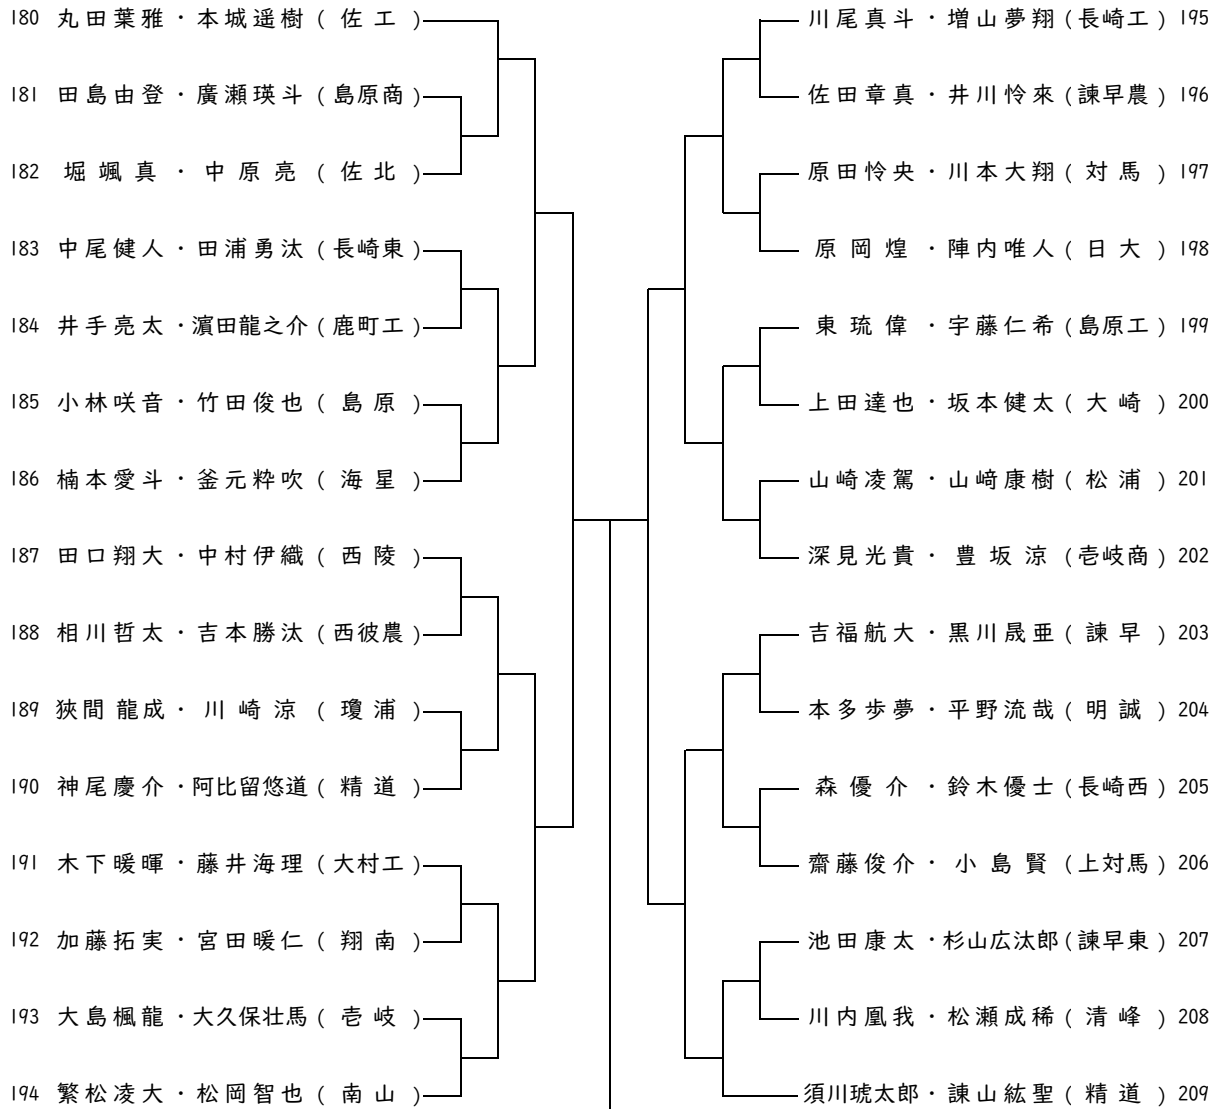 180 丸田葉雅・本城遥樹 ( 佐工 )
181 田島由登・廣瀬瑛斗 ( 島原商 )
182 堀颯真・中原亮 ( 佐北 )
183 中尾健人・田浦勇汰 ( 長崎東 )
184 井手亮太・濵田龍之介 ( 鹿町工 )
185 小林咲音・竹田俊也 ( 島原 )
186 楠本愛斗・釜元粋吹 ( 海星 )
187 田口翔大・中村伊織 ( 西陵 )
188 相川哲太・吉本勝汰 ( 西彼農 )
189 狹間龍成・川崎涼 ( 瓊浦 )
190 神尾慶介・阿比留悠道 ( 精道 )
191 木下暖暉・藤井海理 ( 大村工 )
192 加藤拓実・宮田暖仁 ( 翔南 )
193 大島楓龍・大久保壮馬 ( 壱岐 )
194 繁松凌大・松岡智也 ( 南山 )
川尾真斗・増山夢翔 ( 長崎工 ) 195
佐田章真・井川怜來 ( 諫早農 ) 196
原田怜央・川本大翔 ( 対馬 ) 197
原岡煌・陣内唯人 ( 日大 ) 198
東琉偉・宇藤仁希 ( 島原工 ) 199
上田達也・坂本健太 ( 大崎 ) 200
山崎凌駕・山﨑康樹 ( 松浦 ) 201
深見光貴・豊坂涼 ( 壱岐商 ) 202
吉福航大・黒川晟亜 ( 諫早 ) 203
本多歩夢・平野流哉 ( 明誠 ) 204
森優介・鈴木優士 ( 長崎西 ) 205
齋藤俊介・小島賢 ( 上対馬 ) 206
池田康太・杉山広汰郎 ( 諫早東 ) 207
川内凰我・松瀬成稀 ( 清峰 ) 208
須川琥太郎・諌山紘聖 ( 精道 ) 209